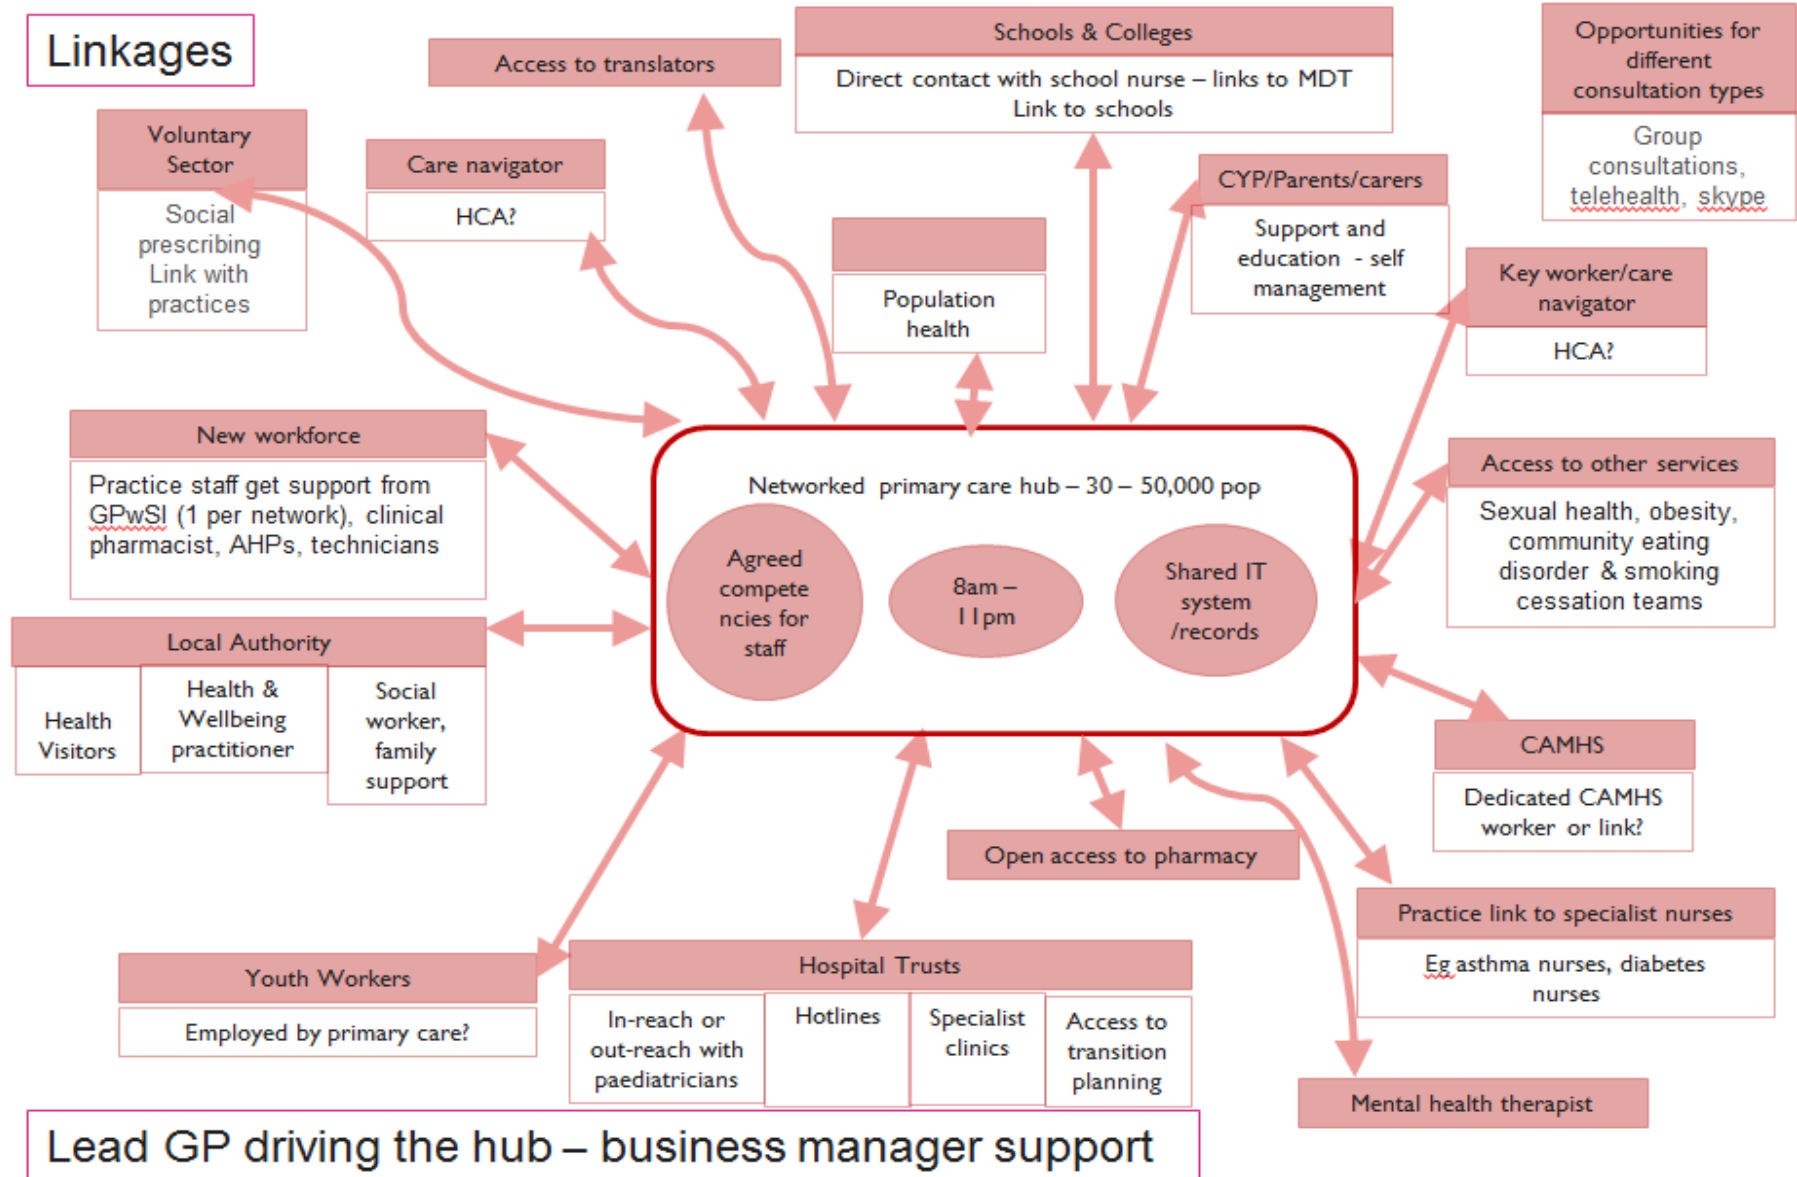 Linkages
Access to translators
Schools & Colleges
Direct contact with school nurse – links to MDT
Link to schools
Opportunities for
different
consultation types
Group
consultations,
telehealth, skype
Voluntary
Sector
Social
prescribing
Link with
practices
Care navigator
HCA?
Population
health
CYP/Parents/carers
Support and
education - self
management
Key worker/care
navigator
HCA?
New workforce
Practice staff get support from
GPwSI (1 per network), clinical
pharmacist, AHPs, technicians
Networked primary care hub – 30 – 50,000 pop
Agreed
compete
ncies for
staff
8am –
11pm
Shared IT
system
/records
Access to other services
Sexual health, obesity,
community eating
disorder & smoking
cessation teams
Local Authority
Health
Visitors
Health &
Wellbeing
practitioner
Social
worker,
family
support
CAMHS
Dedicated CAMHS
worker or link?
Open access to pharmacy
Practice link to specialist nurses
Eg asthma nurses, diabetes
nurses
Youth Workers
Employed by primary care?
Hospital Trusts
In-reach or
out-reach with
paediatricians
Hotlines
Specialist
clinics
Access to
transition
planning
Mental health therapist
Lead GP driving the hub – business manager support